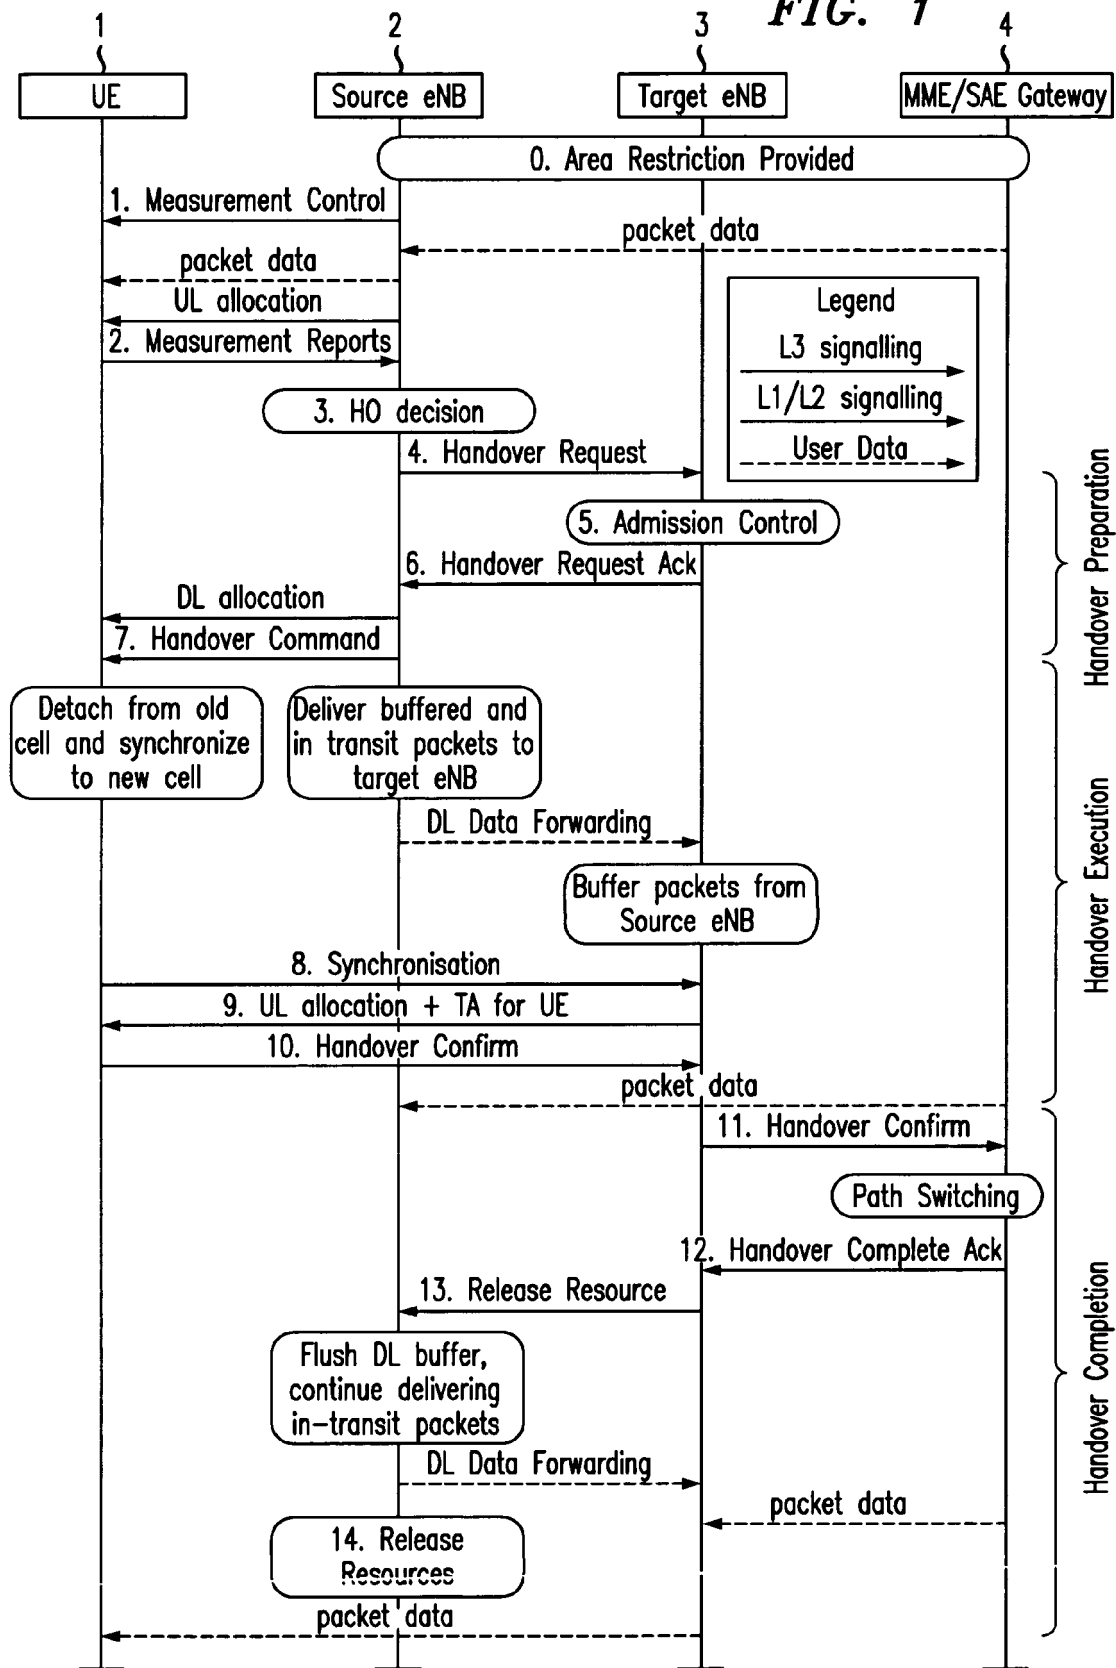 FIG. 1
1
2
3
4
UE
Source eNB
Target eNB
MME/SAE Gateway
0. Area Restriction Provided
1. Measurement Control
packet data
packet data
UL allocation
2. Measurement Reports
Legend
L3 signalling
L1/L2 signalling
User Data
3. HO decision
4. Handover Request
5. Admission Control
6. Handover Request Ack
DL allocation
7. Handover Command
Handover Preparation
Detach from old
cell and synchronize
to new cell
Deliver buffered and
in transit packets to
target eNB
DL Data Forwarding
Buffer packets from
Source eNB
8. Synchronisation
9. UL allocation + TA for UE
10. Handover Confirm
Handover Execution
packet data
11. Handover Confirm
Path Switching
12. Handover Complete Ack
13. Release Resource
Flush DL buffer,
continue delivering
in-transit packets
DL Data Forwarding
packet data
14. Release
Resources
packet data
Handover Completion